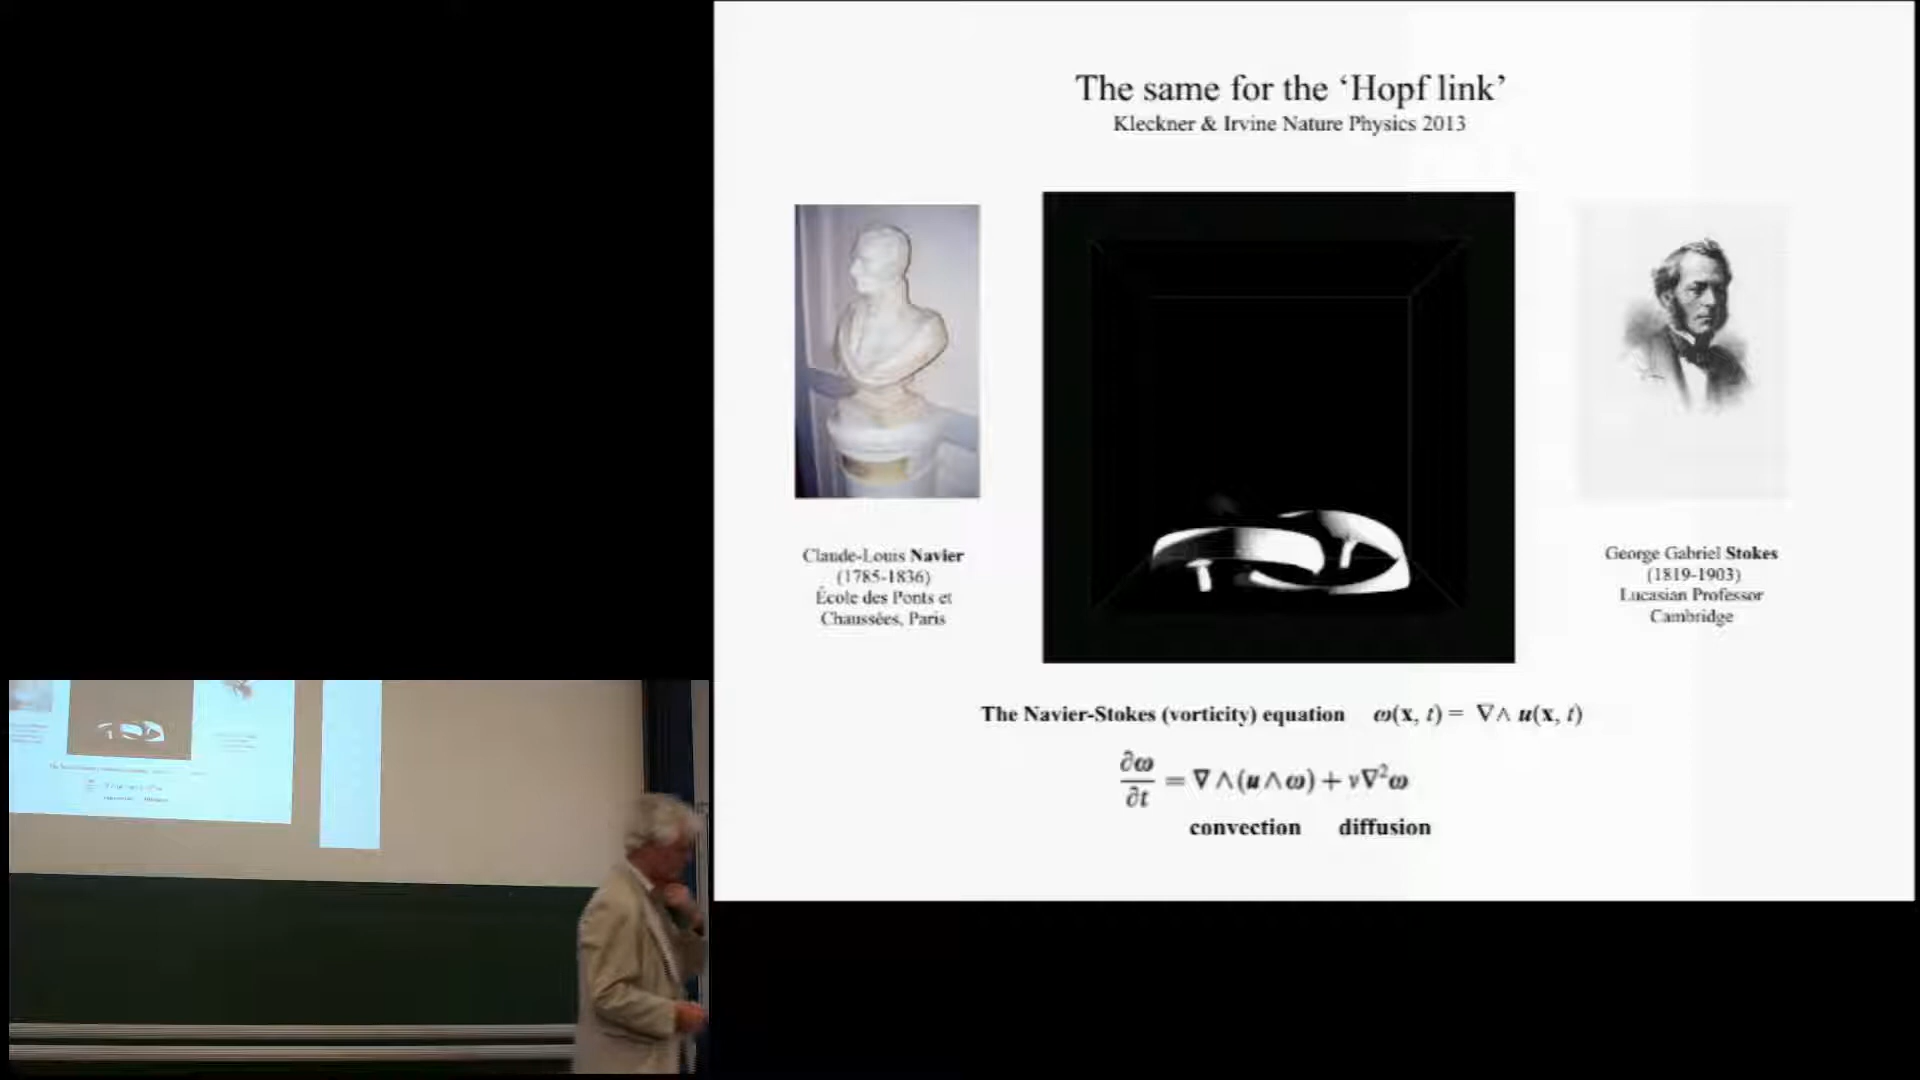 The same for the ‘Hopf link’
Kleckner & Irvine Nature Physics 2013
Claude-Louis Navier
(1785-1836)
École des Ponts et
Chaussées, Paris
George Gabriel Stokes
(1819-1903)
Lucasian Professor
Cambridge
The Navier-Stokes (vorticity) equation ω(x, t) = ∇∧ u(x, t)
∂ω/∂t = ∇∧(u∧ω) + ν∇²ω
convection diffusion